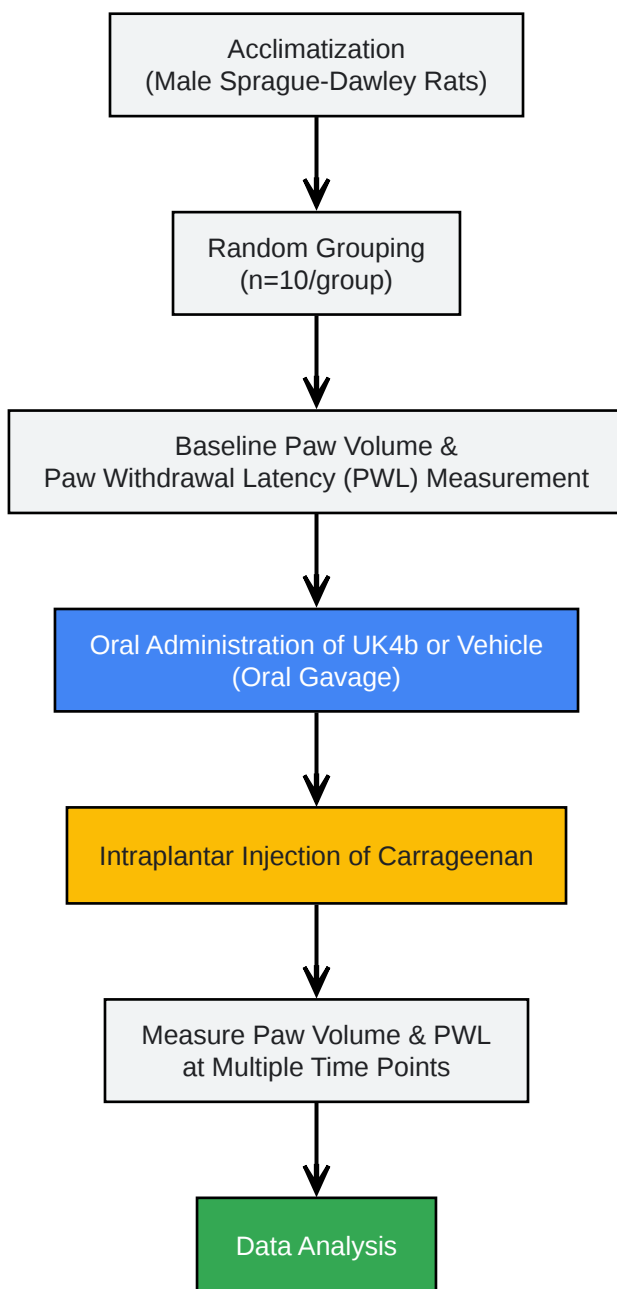 Acclimatization
(Male Sprague-Dawley Rats)
Random Grouping
(n=10/group)
Baseline Paw Volume &
Paw Withdrawal Latency (PWL) Measurement
Oral Administration of UK4b or Vehicle
(Oral Gavage)
Intraplantar Injection of Carrageenan
Measure Paw Volume & PWL
at Multiple Time Points
Data Analysis